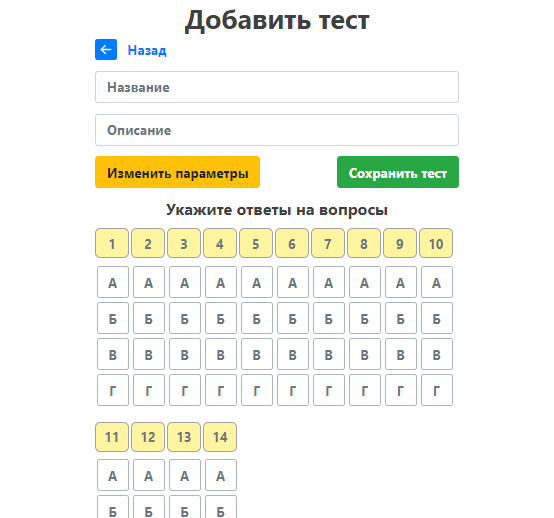 Добавить тест
Назад
Название
Описание
Изменить параметры Сохранить тест
Укажите ответы на вопросы
1 2 3 4 5 6 7 8 9 10
А А А А А А А А А А
Б Б Б Б Б Б Б Б Б Б
В В В В В В В В В В
Г Г Г Г Г Г Г Г Г Г
11 12 13 14
А А А А
Б Б Б Б